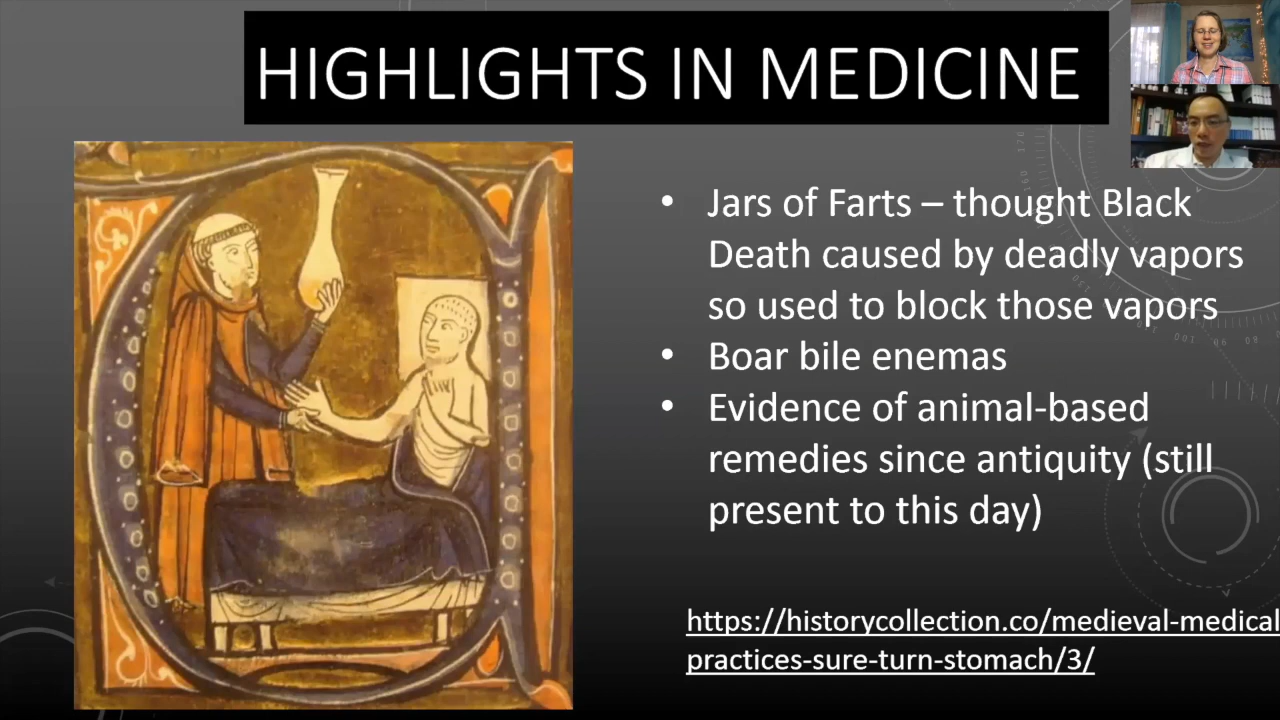 HIGHLIGHTS IN MEDICINE
• Jars of Farts – thought Black
Death caused by deadly vapors
so used to block those vapors
• Boar bile enemas
• Evidence of animal-based
remedies since antiquity (still
present to this day)
https://historycollection.co/medieval-medical
practices-sure-turn-stomach/3/